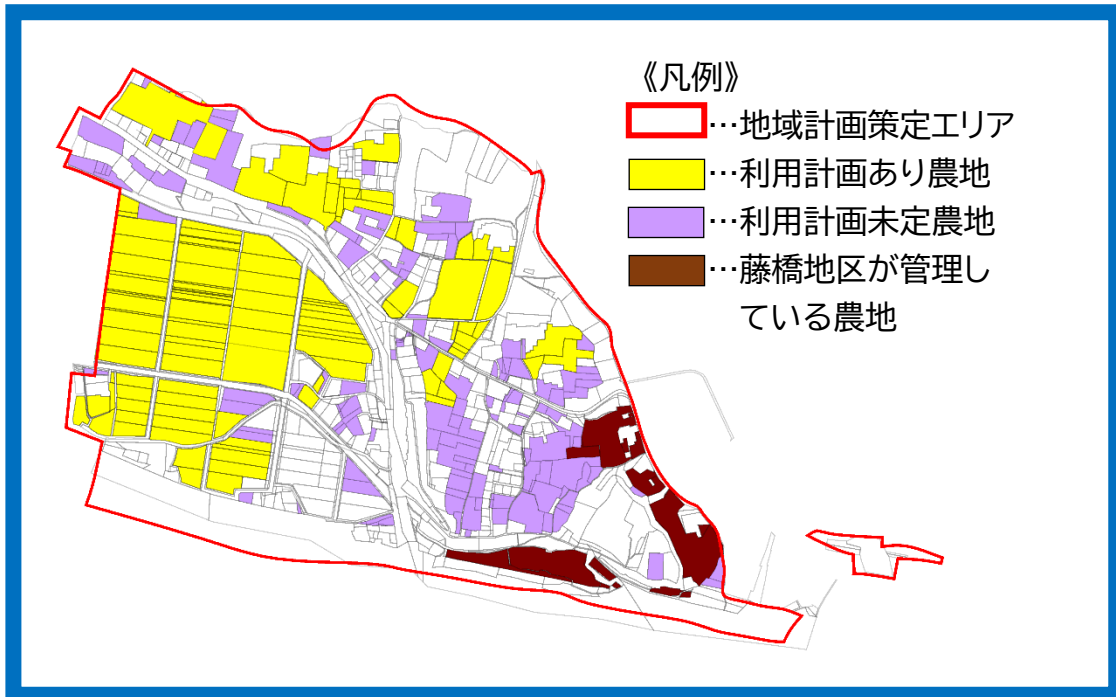 《凡例》
…地域計画策定エリア
…利用計画あり農地
…利用計画未定農地
…藤橋地区が管理し
ている農地